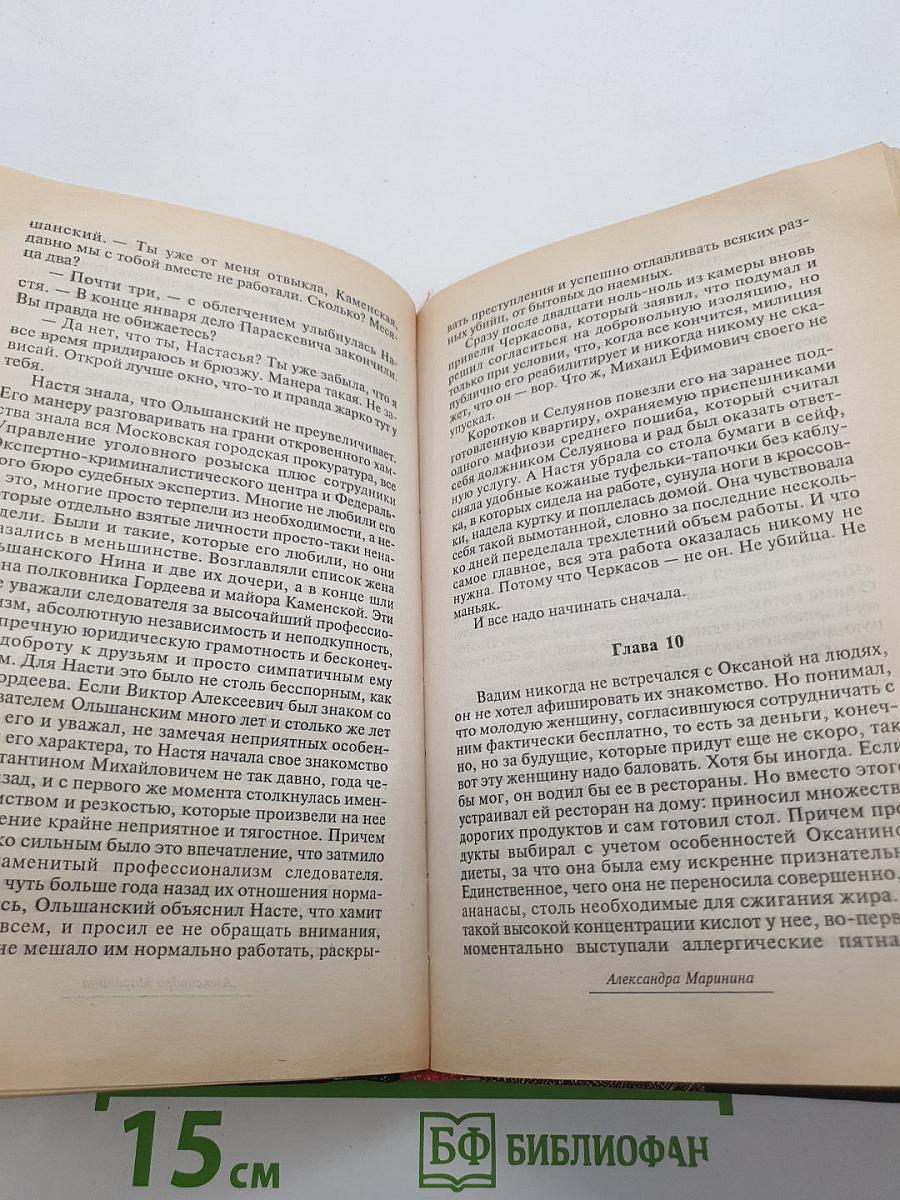 шанский. — Ты уже от меня отвыкла, Каменская,
давно мы с тобой вместе не работали. Сколько? Меся-
ца два?
— Почти три, — с облегчением улыбнулась На-
стя. — В конце января дело Параскевича закончили.
Вы правда не обижаетесь?
— Да нет, что ты, Настасья? Ты уже забыла, что я
все время придираюсь и брюзжу. Манера такая. Не за-
висай. Открой лучше окно, что-то и правда жарко тут у
тебя.
Настя знала, что Ольшанский не преувеличивает.
Его манеру разговаривать на грани откровенного хам-
ства знала вся Московская городская прокуратура, все
Управление уголовного розыска плюс сотрудники
Экспертно-криминалистического центра и Федераль-
ого бюро судебных экспертиз. Многие не любили его
это, многие просто терпели из необходимости, а не-
которые отдельно взятые личности просто-таки нена-
дели. Были и такие, которые его любили, но они
азались в меньшинстве. Возглавляли список жена
ьшанского Нина и две их дочери, а в конце шли
на полковника Гордеева и майора Каменской. Эти
е уважали следователя за высочайший профессио-
изм, абсолютную независимость и неподкупность,
пречную юридическую грамотность и бесконеч-
доброту к друзьям и просто симпатичным ему
м. Для Насти это было не столь бесспорным, как
ордеева. Если Виктор Алексеевич был знаком со
вателем Ольшанским много лет и столько же лет
его и уважал, не замечая неприятных особен-
его характера, то Настя начала свое знакомство
стантином Михайловичем не так давно, года че-
азад, и с первого же момента столкнулась имен-
мством и резкостью, которые произвели на нее
ение крайне неприятное и тягостное. Причем
ко сильным было это впечатление, что затмило
аменитый профессионализм следователя.
чуть больше года назад их отношения норма-
сь, Ольшанский объяснил Насте, что хамит
всем, и просил ее не обращать внимания,
не мешало им нормально работать, раскры-
вать преступления и успешно отлавливать всяких раз-
ных убийц, от бытовых до наемных.
Сразу после двадцати ноль-ноль из камеры вновь
привели Черкасова, который заявил, что подумал и
решил согласиться на добровольную изоляцию, но
только при условии, что, когда все кончится, милиция
публично его реабилитирует и никогда никому не ска-
жет, что он — вор. Что ж, Михаил Ефимович своего не
упускал.
Коротков и Селуянов повезли его на заранее под-
готовленную квартиру, охраняемую приспешниками
одного мафиози среднего пошиба, который считал
себя должником Селуянова и рад был оказать ответ-
ную услугу. А Настя убрала со стола бумаги в сейф,
сняла удобные кожаные туфельки-тапочки без каблу-
ка, в которых сидела на работе, сунула ноги в кроссов-
ки, надела куртку и поплелась домой. Она чувствовала
себя такой вымотанной, словно за последние несколь-
ко дней переделала трехлетний объем работы. И что
самое главное, вся эта работа оказалась никому не
нужна. Потому что Черкасов — не он. Не убийца. Не
маньяк.
И все надо начинать сначала.
Глава 10
Вадим никогда не встречался с Оксаной на людях,
он не хотел афишировать их знакомство. Но понимал,
что молодую женщину, согласившуюся сотрудничать с
ним фактически бесплатно, то есть за деньги, конеч-
но, но за будущие, которые придут еще не скоро, так
вот эту женщину надо баловать. Хотя бы иногда. Если
бы мог, он водил бы ее в рестораны. Но вместо этого
устраивал ей ресторан на дому: приносил множеств
дорогих продуктов и сам готовил стол. Причем про
дукты выбирал с учетом особенностей Оксанино
диеты, за что она была ему искренне признательн
Единственное, чего она не переносила совершенно,
ананасы, столь необходимые для сжигания жира.
такой высокой концентрации кислот у нее, во-перв
моментально выступали аллергические пятна
Александра Маринина
15 см
БФ БИБЛИОФАН